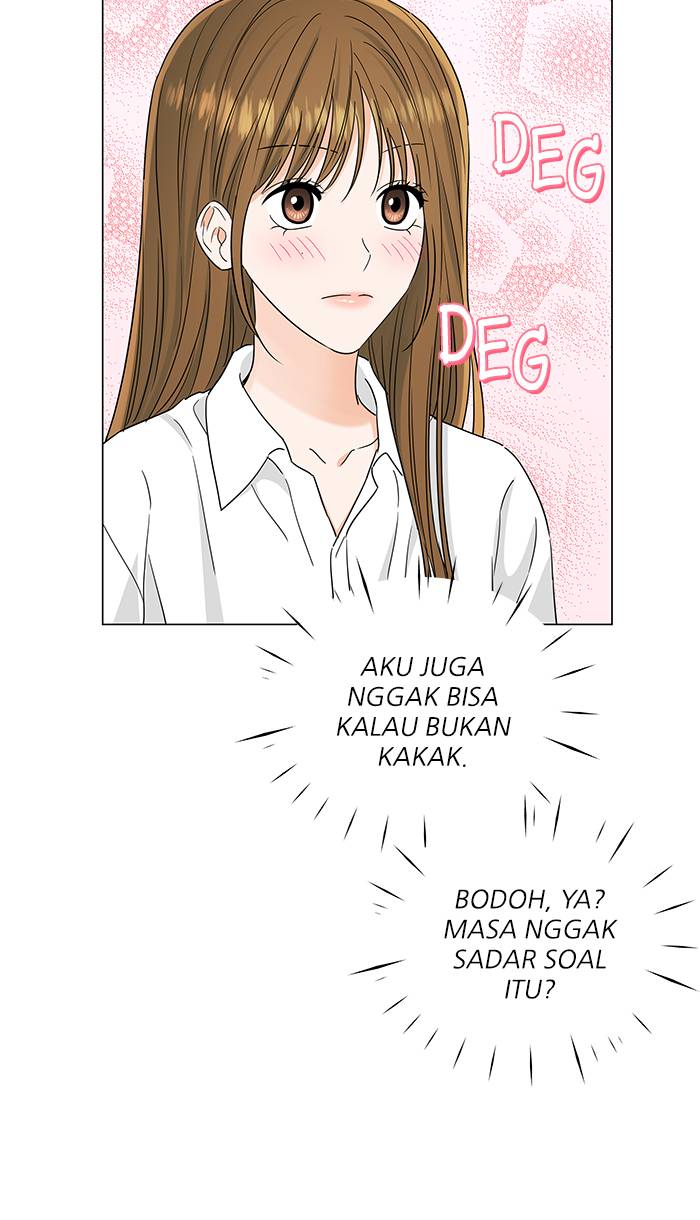 DEG
DEG
AKU JUGA
NGGAK BISA
KALAU BUKAN
KAKAK.
BODOH, YA?
MASA NGGAK
SADAR SOAL
ITU?